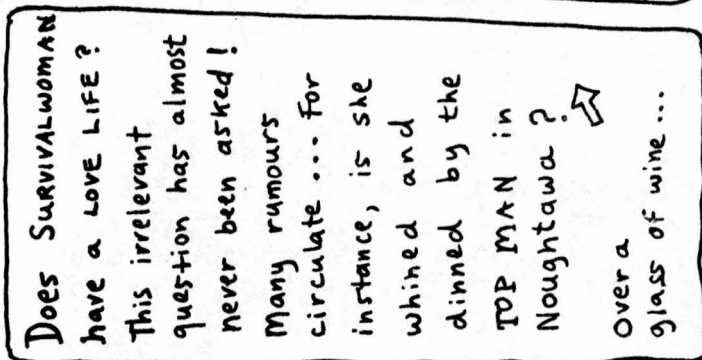 Does SURVIVALWOMAN
have a LOVE LIFE?
This irrelevant
question has almost
never been asked!
Many rumours
circulate... For
instance, is she
whined and
dinned by the
TOP MAN in
Noughtawa?
over a
glass of wine...